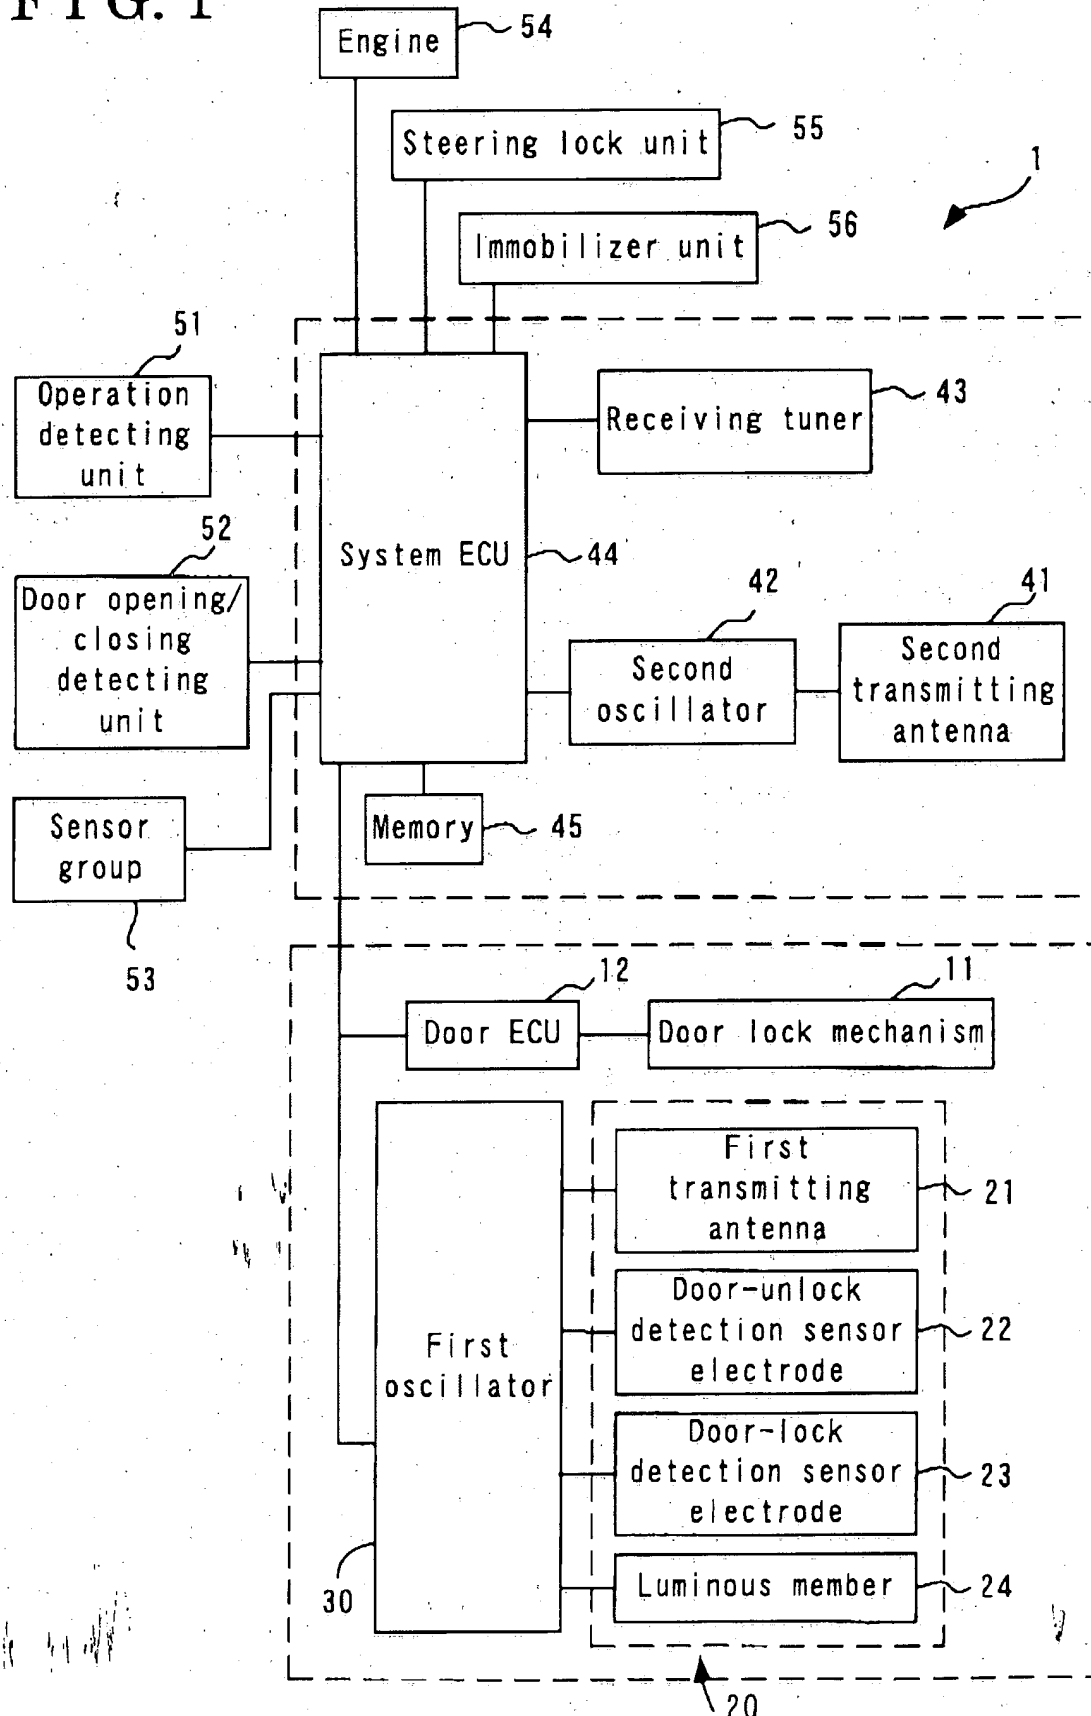 FIG. 1
Engine
54
Steering lock unit
55
1
Immobilizer unit
56
51
Operation
detecting
unit
Receiving tuner
43
System ECU
44
52
Door opening/
closing
detecting
unit
42
Second
oscillator
41
Second
transmitting
antenna
Sensor
group
53
Memory
45
12
Door ECU
11
Door lock mechanism
First
transmitting
antenna
21
Door-unlock
detection sensor
electrode
22
First
oscillator
Door-lock
detection sensor
electrode
23
30
Luminous member
24
20